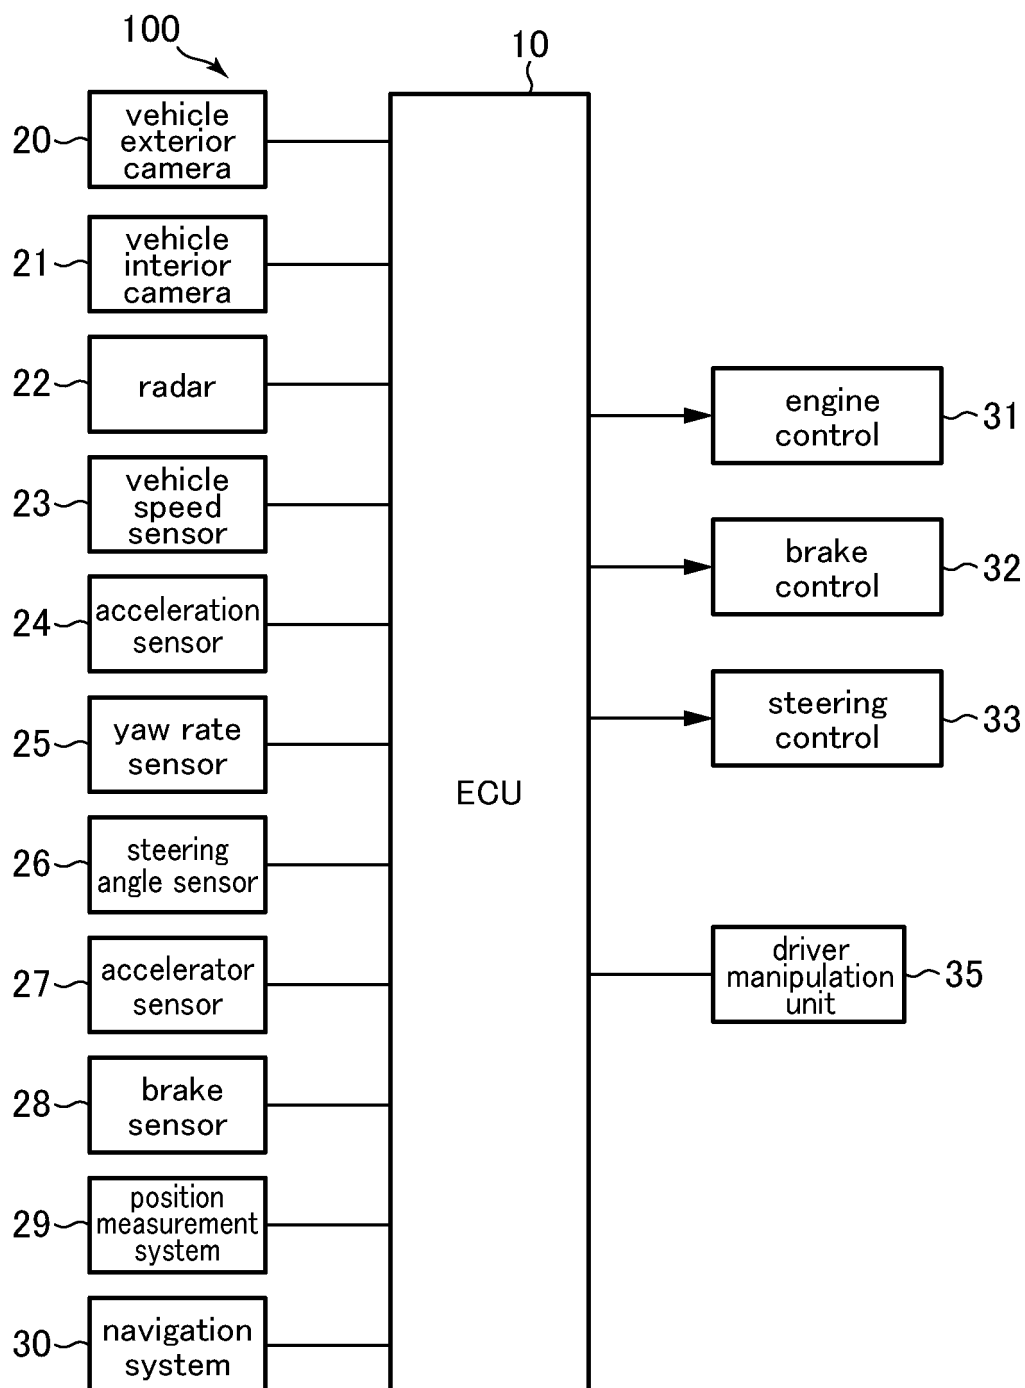 100
10
20
vehicle
exterior
camera
21
vehicle
interior
camera
22
radar
23
vehicle
speed
sensor
24
acceleration
sensor
25
yaw rate
sensor
26
steering
angle sensor
27
accelerator
sensor
28
brake
sensor
29
position
measurement
system
30
navigation
system
ECU
engine
control
31
brake
control
32
steering
control
33
driver
manipulation
unit
35